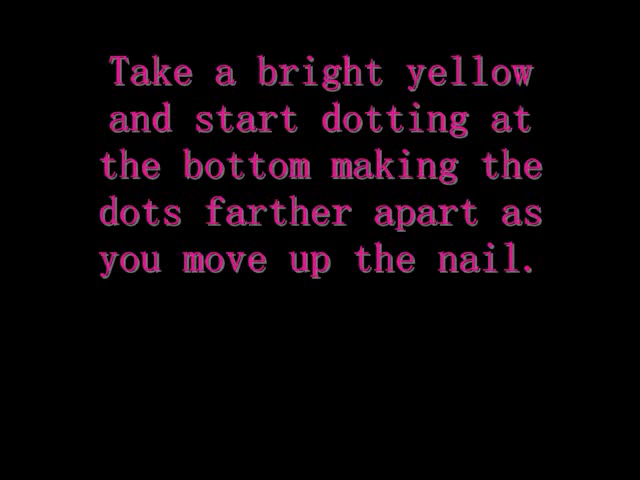 Take a bright yellow
and start dotting at
the bottom making the
dots farther apart as
you move up the nail.